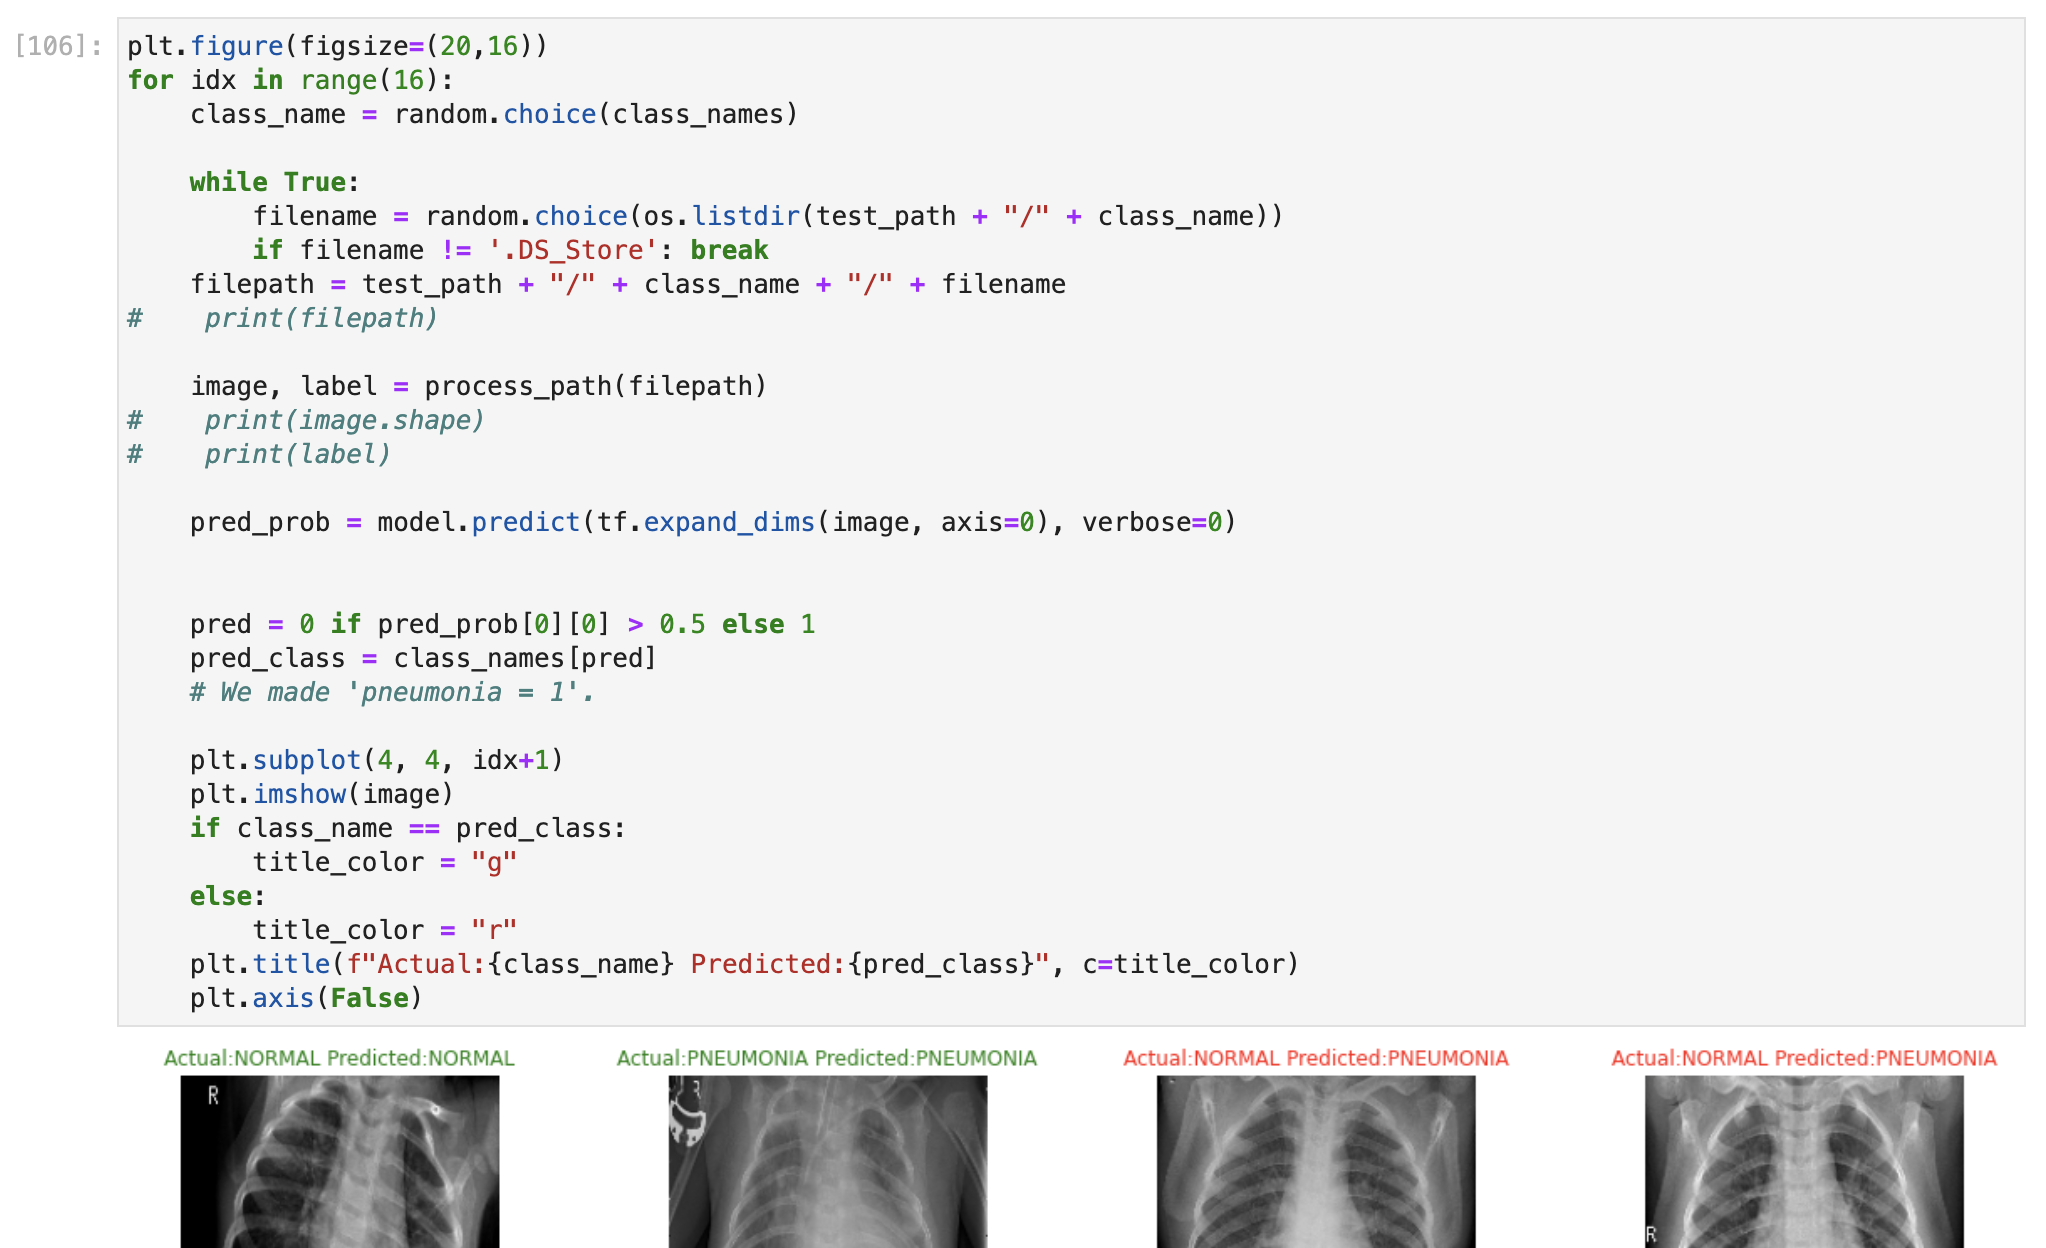 [106]: plt.figure(figsize=(20,16))
for idx in range(16):
    class_name = random.choice(class_names)

    while True:
        filename = random.choice(os.listdir(test_path + "/" + class_name))
        if filename != '.DS_Store': break
    filepath = test_path + "/" + class_name + "/" + filename
#    print(filepath)

    image, label = process_path(filepath)
#    print(image.shape)
#    print(label)

    pred_prob = model.predict(tf.expand_dims(image, axis=0), verbose=0)


    pred = 0 if pred_prob[0][0] > 0.5 else 1
    pred_class = class_names[pred]
    # We made 'pneumonia = 1'.

    plt.subplot(4, 4, idx+1)
    plt.imshow(image)
    if class_name == pred_class:
        title_color = "g"
    else:
        title_color = "r"
    plt.title(f"Actual:{class_name} Predicted:{pred_class}", c=title_color)
    plt.axis(False)
Actual:NORMAL Predicted:NORMAL
Actual:PNEUMONIA Predicted:PNEUMONIA
Actual:NORMAL Predicted:PNEUMONIA
Actual:NORMAL Predicted:PNEUMONIA
R
R